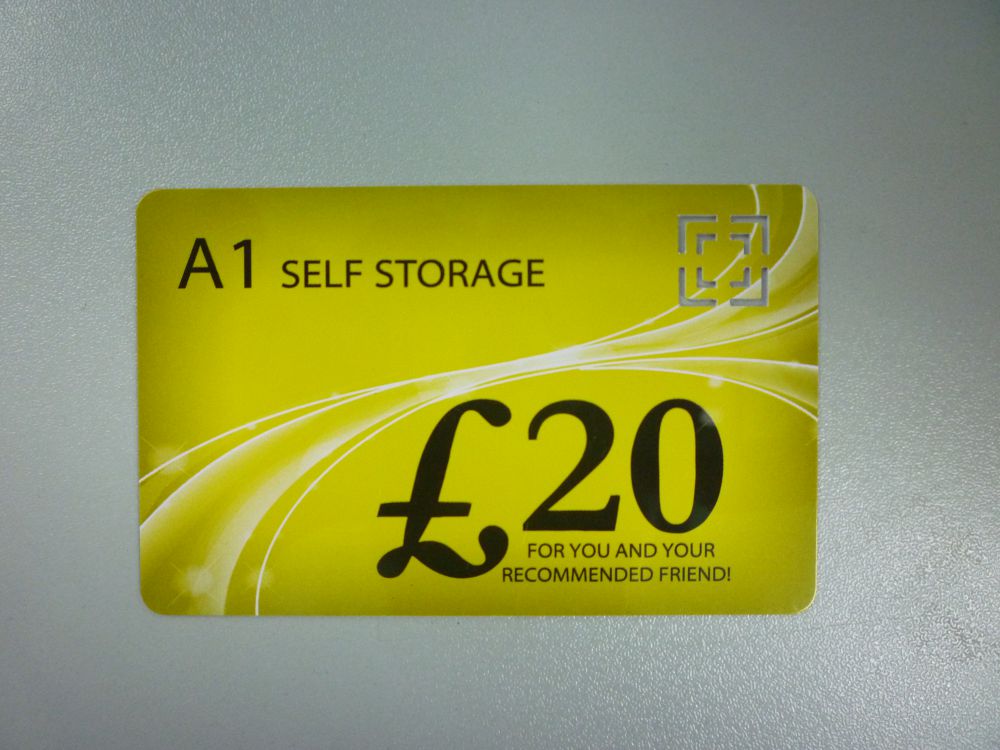 A1 SELF STORAGE
£20
FOR YOU AND YOUR
RECOMMENDED FRIEND!